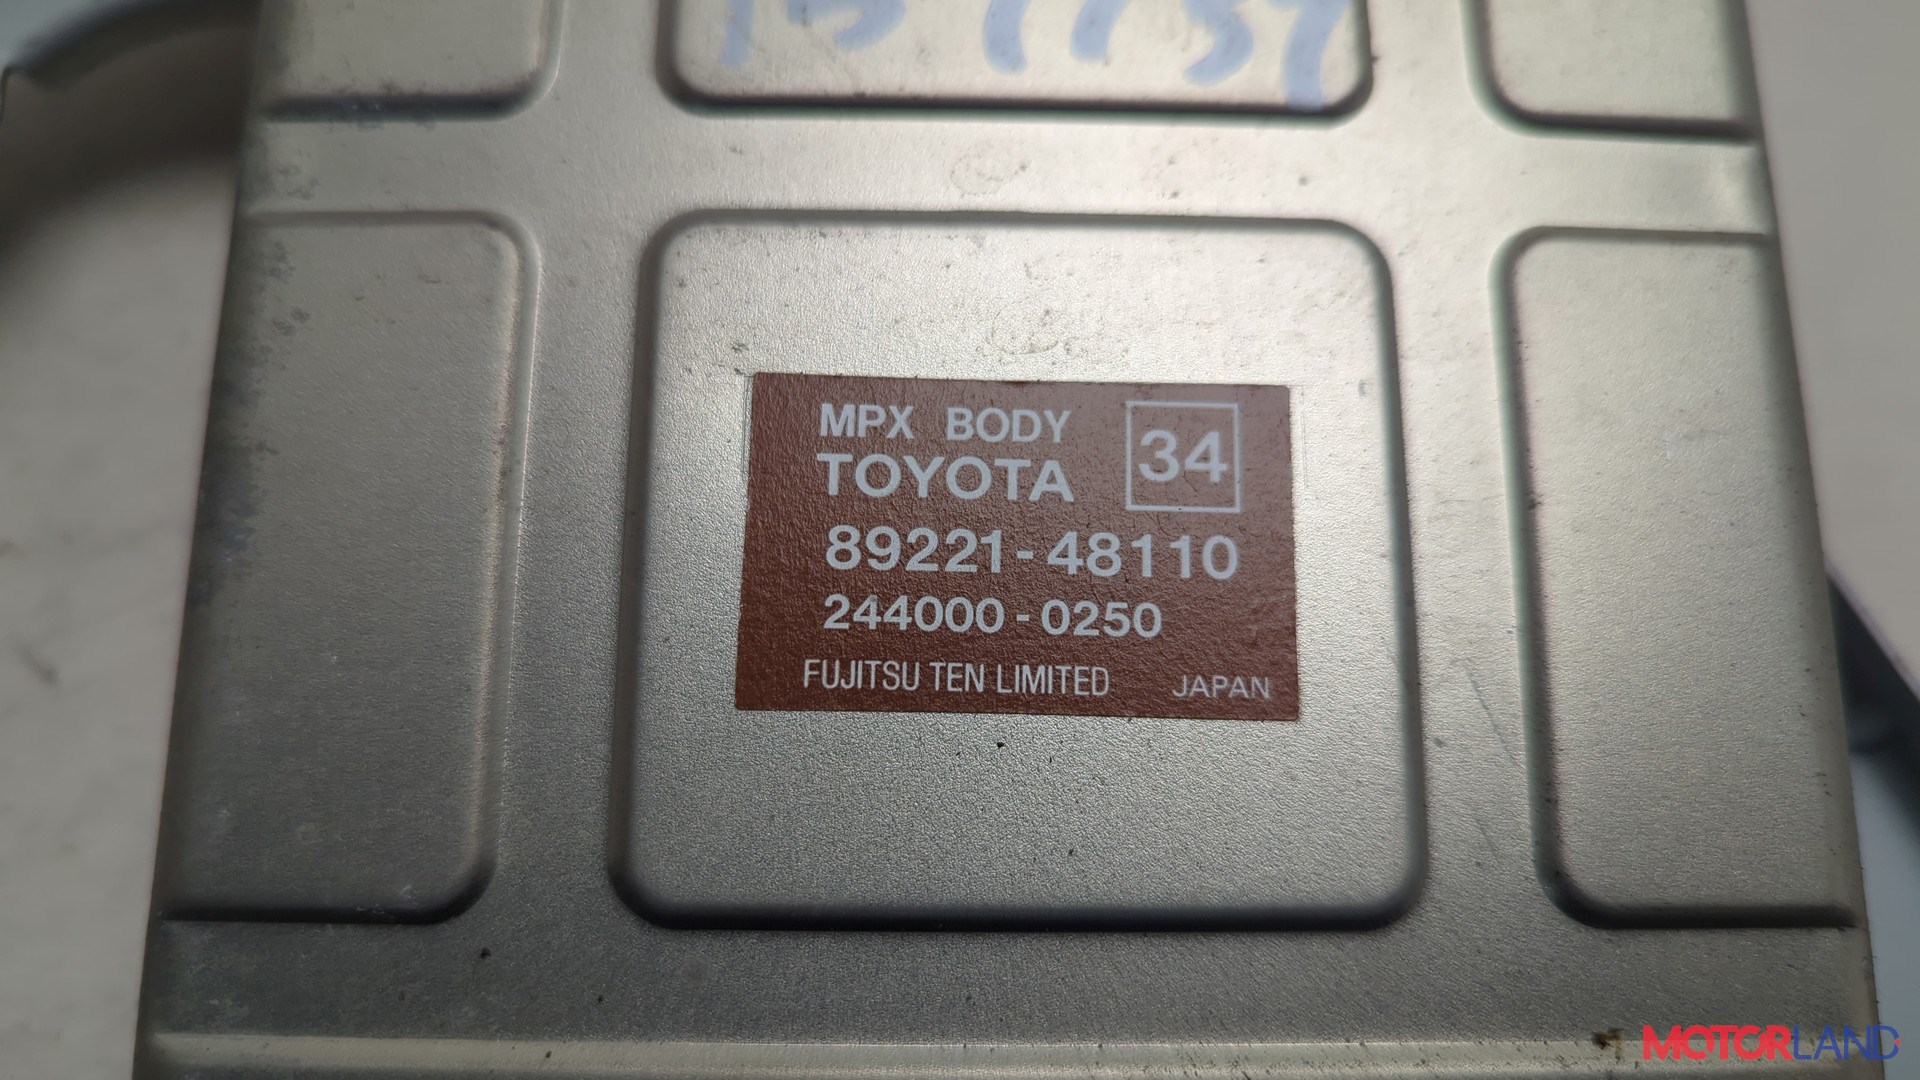 MPX BODY
TOYOTA
34
89221-48110
244000-0250
FUJITSU TEN LIMITED JAPAN
MOTORLAND